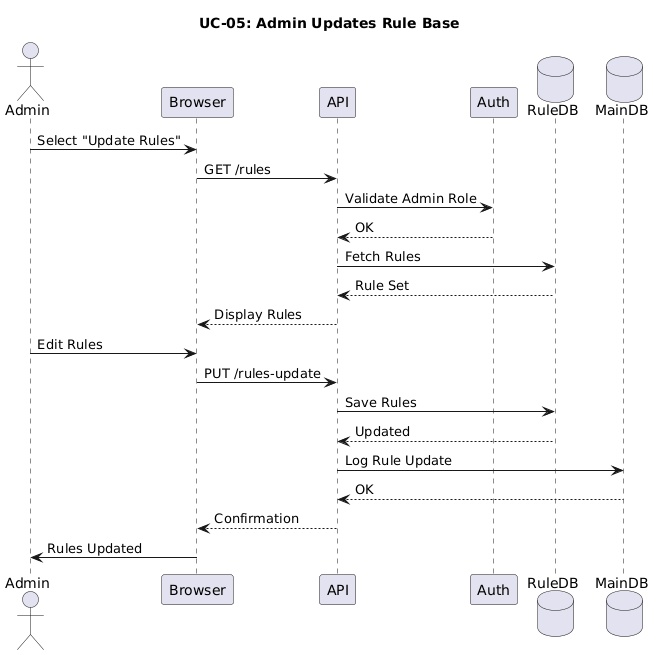 UC-05: Admin Updates Rule Base
Admin
Browser
API
Auth
RuleDB
MainDB
Select "Update Rules"
GET /rules
Validate Admin Role
OK
Fetch Rules
Rule Set
Display Rules
Edit Rules
PUT /rules-update
Save Rules
Updated
Log Rule Update
OK
Confirmation
Rules Updated
Admin
Browser
API
Auth
RuleDB
MainDB